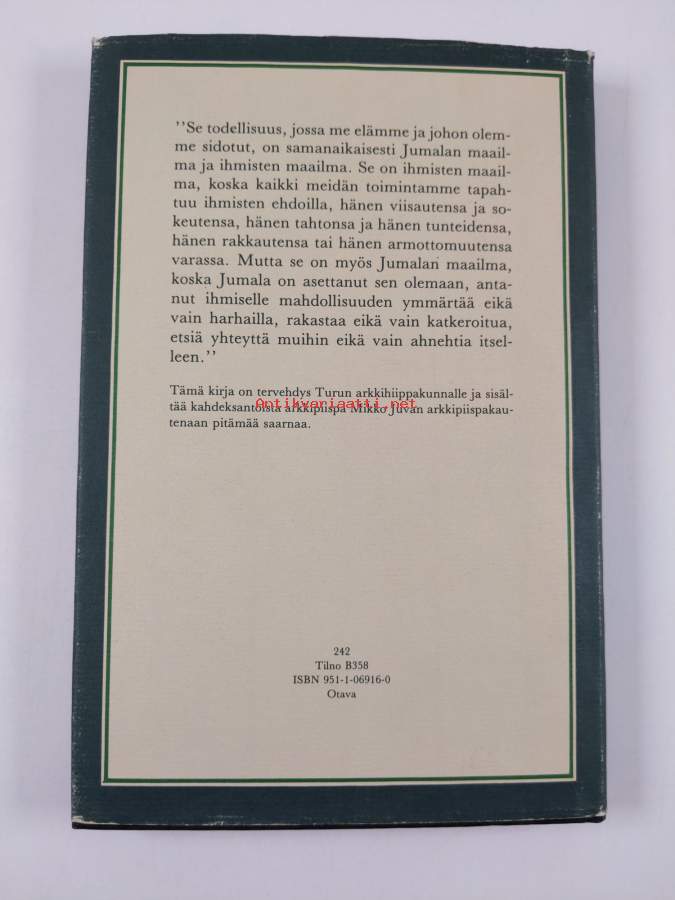 ”Se todellisuus, jossa me elämme ja johon olem-
me sidotut, on samanaikaisesti Jumalan maail-
ma ja ihmisten maailma. Se on ihmisten maail-
ma, koska kaikki meidän toimintamme tapah-
tuu ihmisten ehdoilla, hänen viisautensa ja so-
keutensa, hänen tahtonsa ja hänen tunteidensa,
hänen rakkautensa tai hänen armottomuutensa
varassa. Mutta se on myös Jumalan maailma,
koska Jumala on asettanut sen olemaan, anta-
nut ihmiselle mahdollisuuden ymmärtää eikä
vain harhailla, rakastaa eikä vain katkeroitua,
etsiä yhteyttä muihin eikä vain ahnehtia itsel-
leen.”
Tämä kirja on tervehdys Turun arkkihiippakunnalle ja sisäl-
tää kahdeksantoista arkkipiispa Mikko Juvan arkkipiispakau-
Antikvariaatti.net
tenaan pitämää saarnaa.
242
Tilno B358
ISBN 951-1-06916-0
Otava